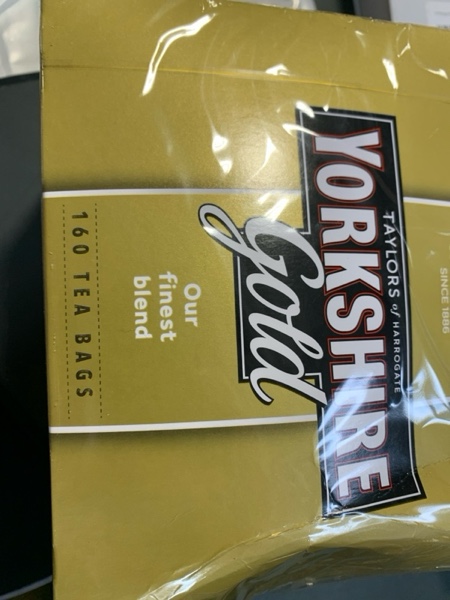 SINCE 1886
TAYLORS of HARROGATE
YORKSHIRE
Gold
Our
finest
blend
160 TEA BAGS